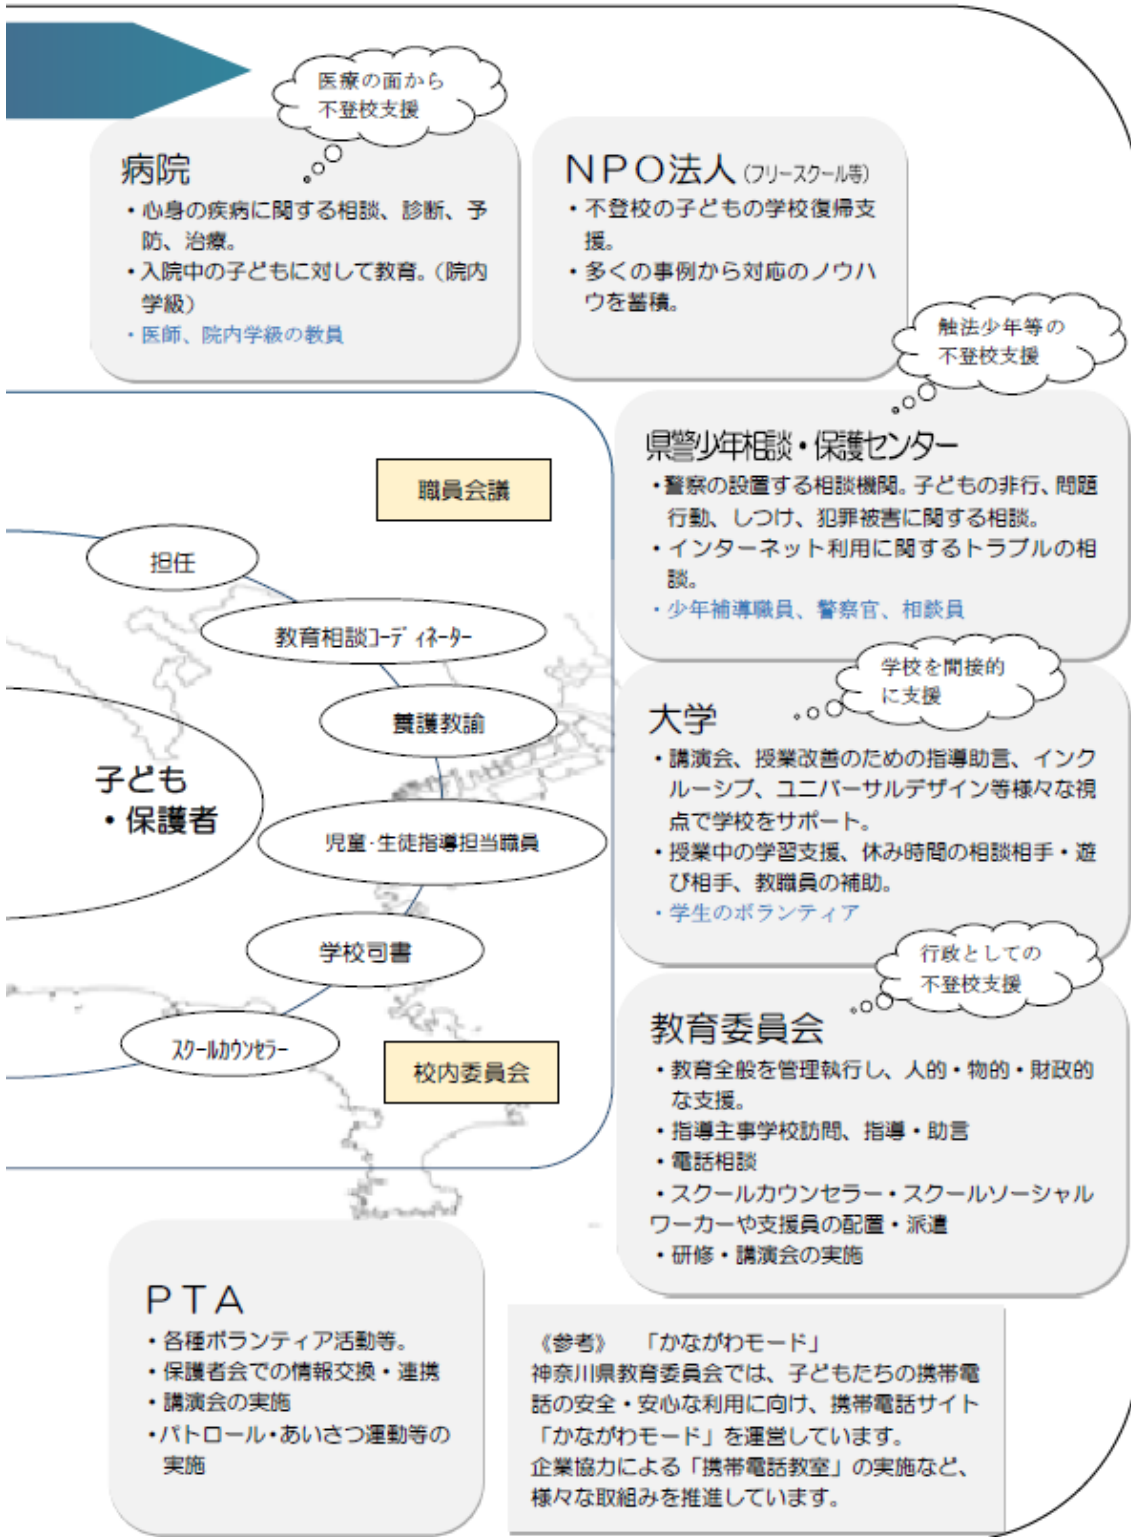 医療の面から
不登校支援
病院
・心身の疾病に関する相談、診断、予
防、治療。
・入院中の子どもに対して教育。（院内
学級）
・医師、院内学級の教員
ＮＰＯ法人（フリースクール等）
・不登校の子どもの学校復帰支
援。
・多くの事例から対応のノウハ
ウを蓄積。
触法少年等の
不登校支援
県警少年相談・保護センター
・警察の設置する相談機関。子どもの非行、問題
行動、しつけ、犯罪被害に関する相談。
・インターネット利用に関するトラブルの相
談。
・少年補導職員、警察官、相談員
職員会議
担任
教育相談ｺｰﾃﾞｨﾈｰﾀｰ
養護教諭
子ども
・保護者
児童・生徒指導担当職員
学校司書
ｽｸｰﾙｶｳﾝｾﾗｰ
校内委員会
学校を間接的
に支援
大学
・講演会、授業改善のための指導助言、インク
ルーシブ、ユニバーサルデザイン等様々な視
点で学校をサポート。
・授業中の学習支援、休み時間の相談相手・遊
び相手、教職員の補助。
・学生のボランティア
行政としての
不登校支援
教育委員会
・教育全般を管理執行し、人的・物的・財政的
な支援。
・指導主事学校訪問、指導・助言
・電話相談
・スクールカウンセラー・スクールソーシャル
ワーカーや支援員の配置・派遣
・研修・講演会の実施
ＰＴＡ
・各種ボランティア活動等。
・保護者会での情報交換・連携
・講演会の実施
・パトロール・あいさつ運動等の
実施
《参考》　「かながわモード」
神奈川県教育委員会では、子どもたちの携帯電
話の安全・安心な利用に向け、携帯電話サイト
「かながわモード」を運営しています。
企業協力による「携帯電話教室」の実施など、
様々な取組みを推進しています。